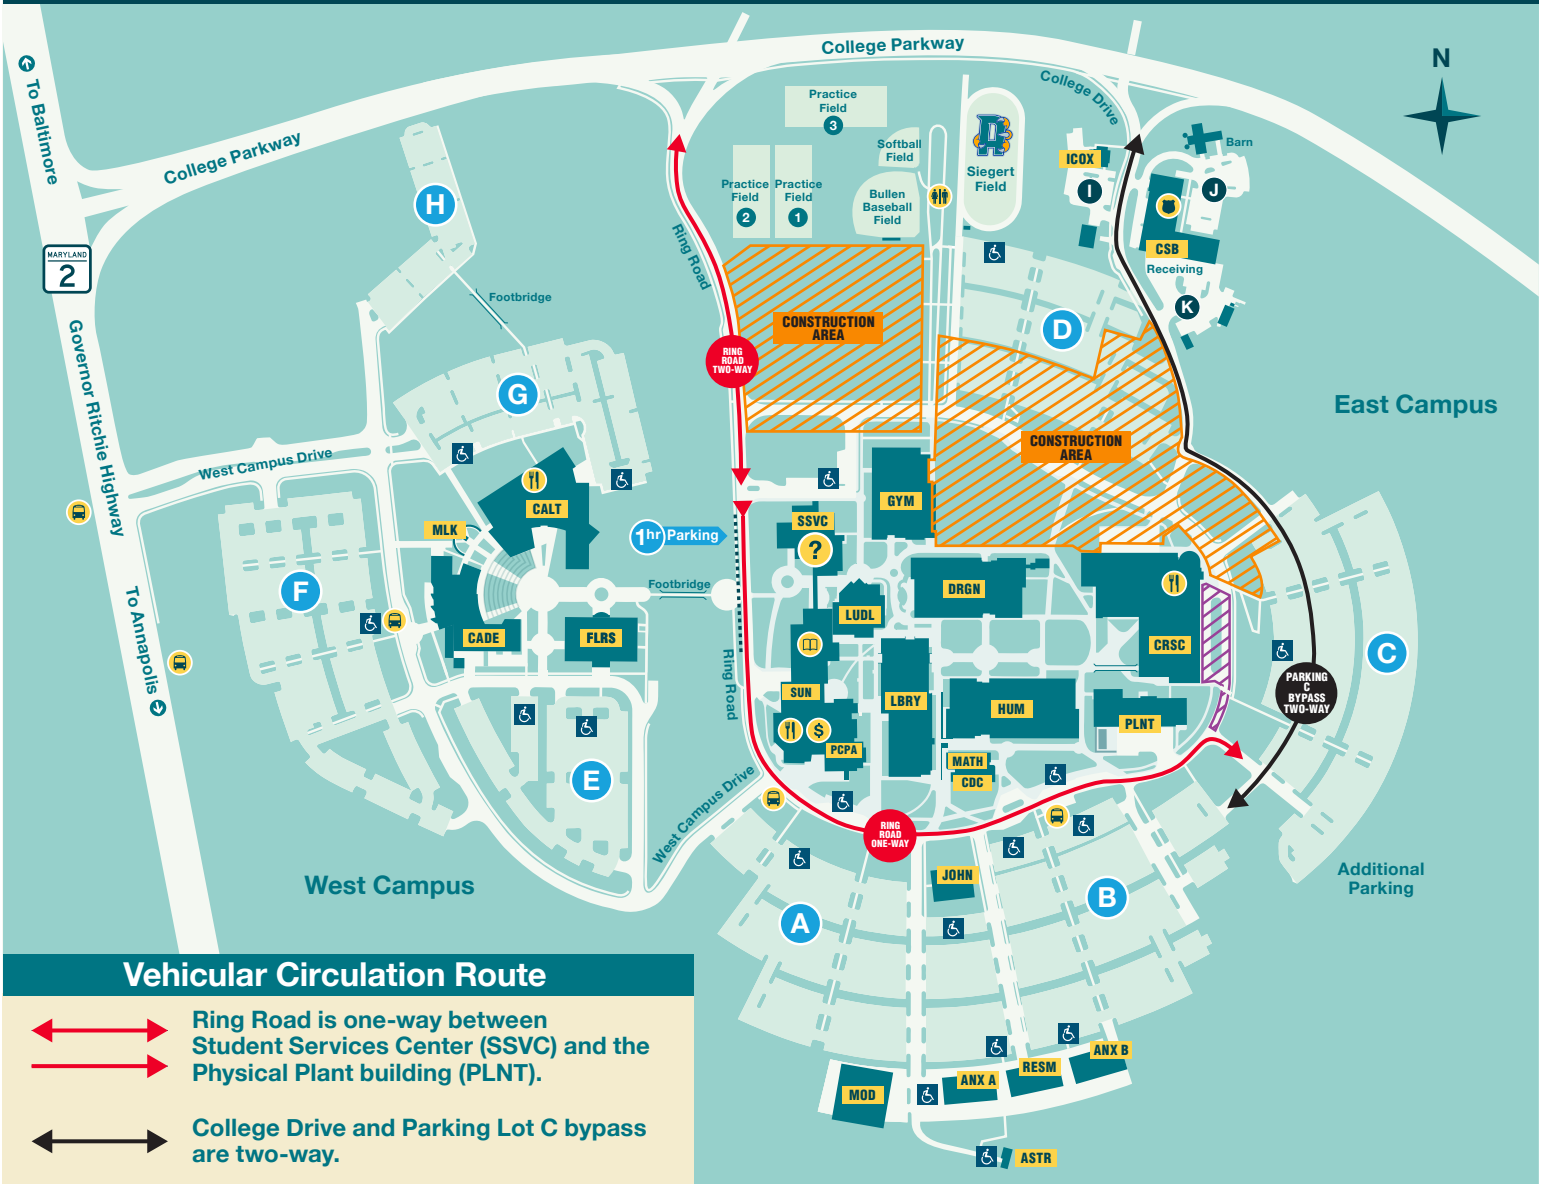 College Parkway
N
To Baltimore
College Drive
Practice
Field
3
Softball
Field
Barn
College Parkway
ICOX
Siegert
Field
Practice
Field
2
Practice
Field
1
Bullen
Baseball
Field
I
J
H
CSB
Receiving
MARYLAND
2
Ring Road
Footbridge
K
CONSTRUCTION
AREA
D
RING
ROAD
TWO-WAY
G
East Campus
Governor Ritchie Highway
West Campus Drive
CONSTRUCTION
AREA
GYM
CALT
MLK
SSVC
1hr Parking
?
F
Footbridge
DRGN
LUDL
CADE
FLRS
CRSC
C
To Annapolis
Ring Road
SUN
LBRY
HUM
PARKING
C
BYPASS
TWO-WAY
PLNT
$
PCPA
MATH
CDC
E
West Campus Drive
RING
ROAD
ONE-WAY
West Campus
JOHN
Additional
Parking
A
B
Vehicular Circulation Route
Ring Road is one-way between
Student Services Center (SSVC) and the
Physical Plant building (PLNT).
College Drive and Parking Lot C bypass
are two-way.
ANX B
RESM
ANX A
MOD
ASTR